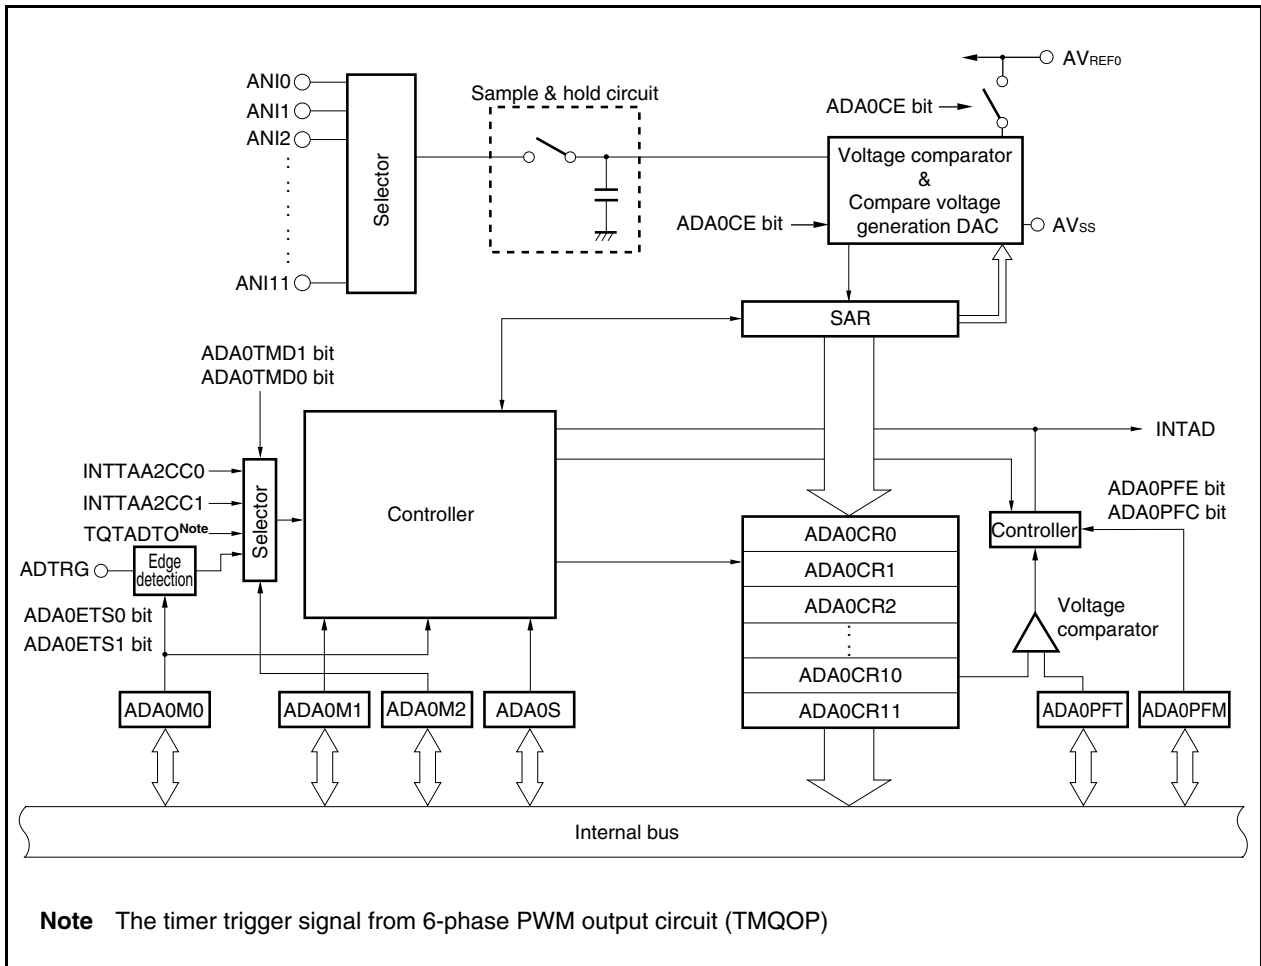 AVREF0
ANI0
ANI1
ANI2
ANI11
Selector
Sample & hold circuit
ADA0CE bit
Voltage comparator
&
Compare voltage
generation DAC
ADA0CE bit
AVSS
SAR
ADA0TMD1 bit
ADA0TMD0 bit
INTTAA2CC0
INTTAA2CC1
TQTADTO Note
ADTRG
Edge
detection
Selector
ADA0ETS0 bit
ADA0ETS1 bit
Controller
INTAD
ADA0PFE bit
ADA0PFC bit
Controller
Voltage
comparator
ADA0CR0
ADA0CR1
ADA0CR2
ADA0CR10
ADA0CR11
ADA0M0
ADA0M1
ADA0M2
ADA0S
ADA0PFT
ADA0PFM
Internal bus
Note The timer trigger signal from 6-phase PWM output circuit (TMQOP)